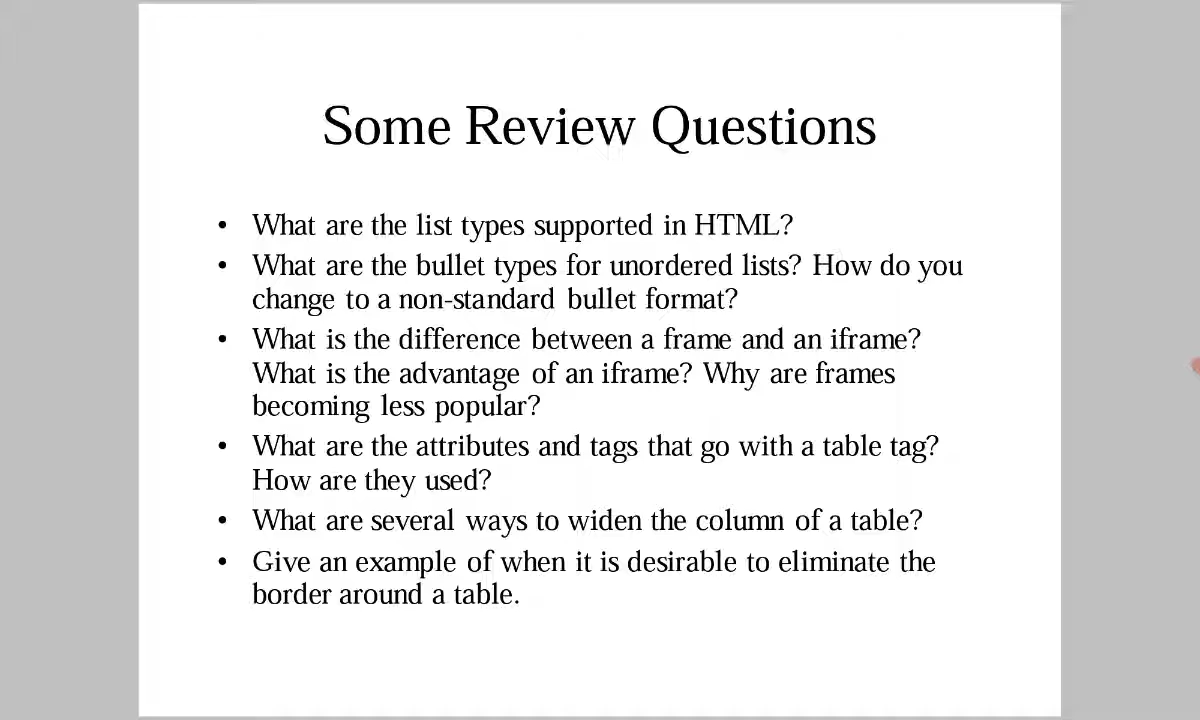 Some Review Questions
• What are the list types supported in HTML?
• What are the bullet types for unordered lists? How do you
change to a non-standard bullet format?
• What is the difference between a frame and an iframe?
What is the advantage of an iframe? Why are frames
becoming less popular?
• What are the attributes and tags that go with a table tag?
How are they used?
• What are several ways to widen the column of a table?
• Give an example of when it is desirable to eliminate the
border around a table.